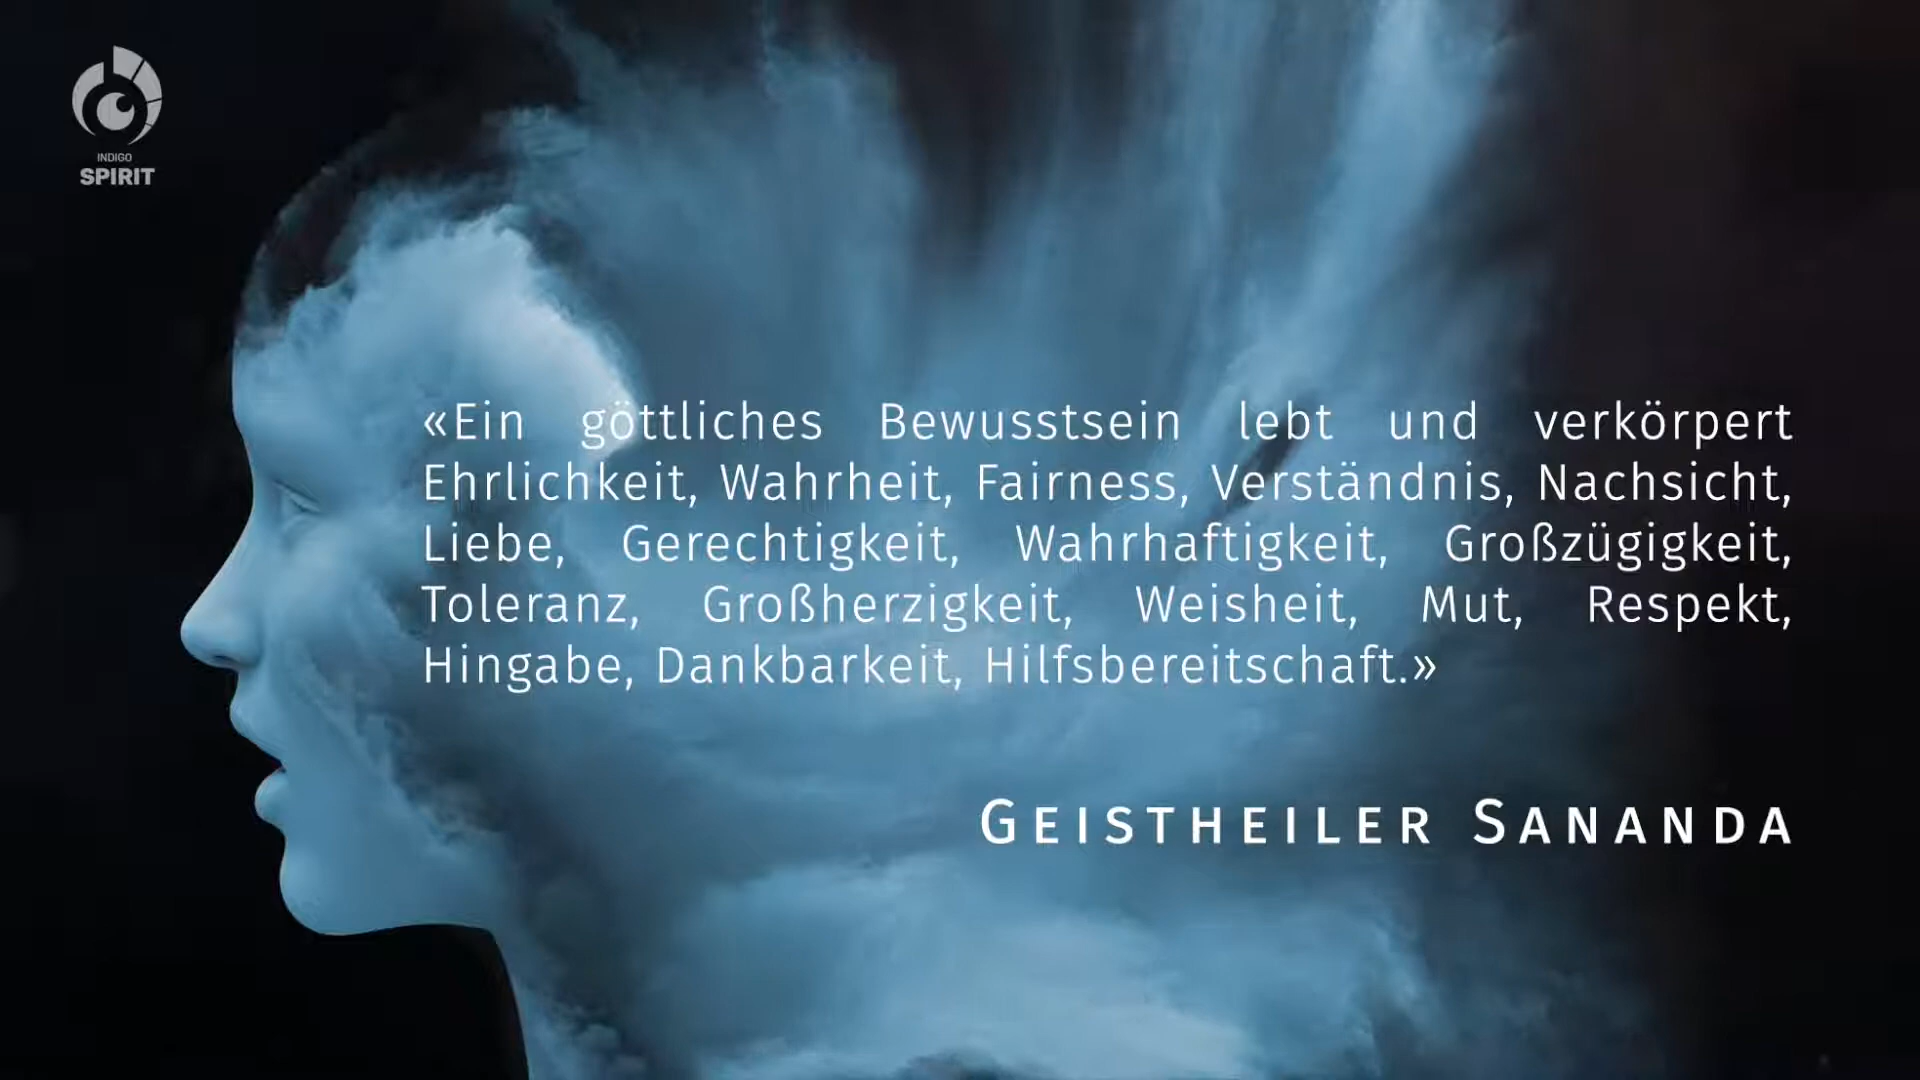 INDIGO
SPIRIT
«Ein göttliches Bewusstsein lebt und verkörpert
Ehrlichkeit, Wahrheit, Fairness, Verständnis, Nachsicht,
Liebe, Gerechtigkeit, Wahrhaftigkeit, Großzügigkeit,
Toleranz, Großherzigkeit, Weisheit, Mut, Respekt,
Hingabe, Dankbarkeit, Hilfsbereitschaft.»
GEISTHEILER SANANDA